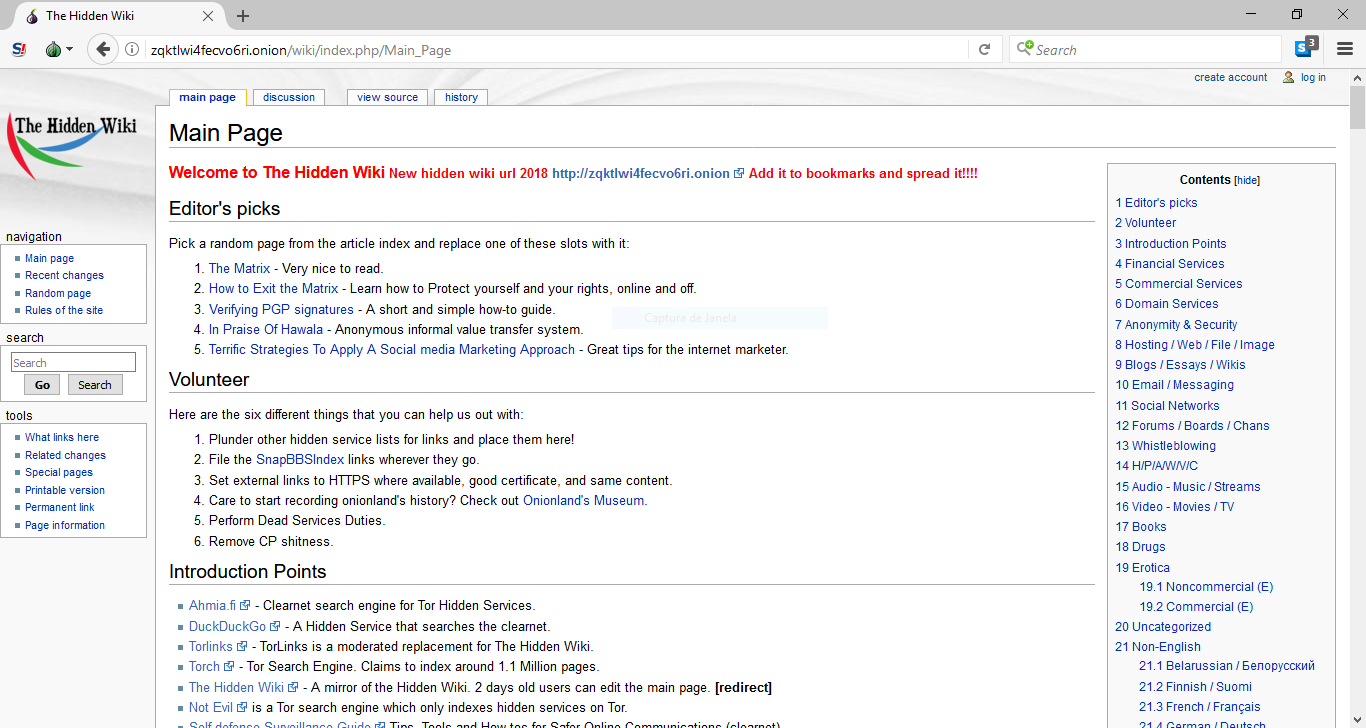 The Hidden Wiki
zqktlwi4fecvo6ri.onion/wiki/index.php/Main_Page
Search
3
create account log in
main page discussion view source history
The Hidden Wiki
Main Page
Welcome to The Hidden Wiki New hidden wiki url 2018 http://zqktlwi4fecvo6ri.onion Add it to bookmarks and spread it!!!!
Editor's picks
Pick a random page from the article index and replace one of these slots with it:
1. The Matrix - Very nice to read.
2. How to Exit the Matrix - Learn how to Protect yourself and your rights, online and off.
3. Verifying PGP signatures - A short and simple how-to guide.
4. In Praise Of Hawala - Anonymous informal value transfer system.
5. Terrific Strategies To Apply A Social media Marketing Approach - Great tips for the internet marketer.
Captura de Janela
Volunteer
Here are the six different things that you can help us out with:
1. Plunder other hidden service lists for links and place them here!
2. File the SnapBBSIndex links wherever they go.
3. Set external links to HTTPS where available, good certificate, and same content.
4. Care to start recording onionland's history? Check out Onionland's Museum.
5. Perform Dead Services Duties.
6. Remove CP shitness.
Introduction Points
Ahmia.fi - Clearnet search engine for Tor Hidden Services.
DuckDuckGo - A Hidden Service that searches the clearnet.
Torlinks - TorLinks is a moderated replacement for The Hidden Wiki.
Torch - Tor Search Engine. Claims to index around 1.1 Million pages.
The Hidden Wiki - A mirror of the Hidden Wiki. 2 days old users can edit the main page. [redirect]
Not Evil is a Tor search engine which only indexes hidden services on Tor.
Self defense Surveillance Guide Tips, Tools and How-tos for Safer Online Communications (clearnet)
navigation
Main page
Recent changes
Random page
Rules of the site
search
Search
Go Search
tools
What links here
Related changes
Special pages
Printable version
Permanent link
Page information
Contents [hide]
1 Editor's picks
2 Volunteer
3 Introduction Points
4 Financial Services
5 Commercial Services
6 Domain Services
7 Anonymity & Security
8 Hosting / Web / File / Image
9 Blogs / Essays / Wikis
10 Email / Messaging
11 Social Networks
12 Forums / Boards / Chans
13 Whistleblowing
14 H/P/A/W/V/C
15 Audio - Music / Streams
16 Video - Movies / TV
17 Books
18 Drugs
19 Erotica
19.1 Noncommercial (E)
19.2 Commercial (E)
20 Uncategorized
21 Non-English
21.1 Belarussian / Белорусский
21.2 Finnish / Suomi
21.3 French / Français
21.4 German / Deutsch